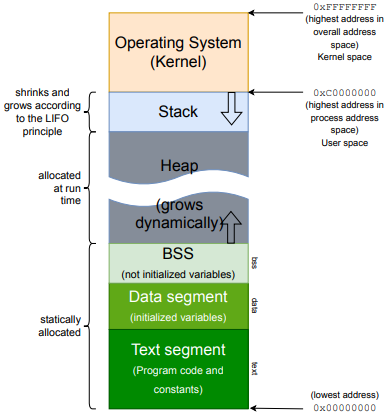 0xFFFFFFFF
(highest address in
overall address
space)
Kernel space
Operating System
(Kernel)
0xC0000000
(highest address in
process address
space)
User space
shrinks and
grows according
to the LIFO
principle
Stack
Heap
allocated
at run
time
(grows
dynamically)
BSS
(not initialized variables)
bss
Data segment
(initialized variables)
data
statically
allocated
Text segment
(Program code and
constants)
text
(lowest address)
0x00000000